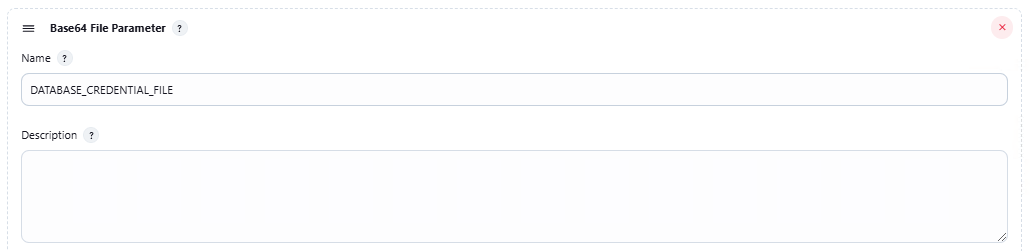 Base64 File Parameter ?
Name ?
DATABASE_CREDENTIAL_FILE
Description ?